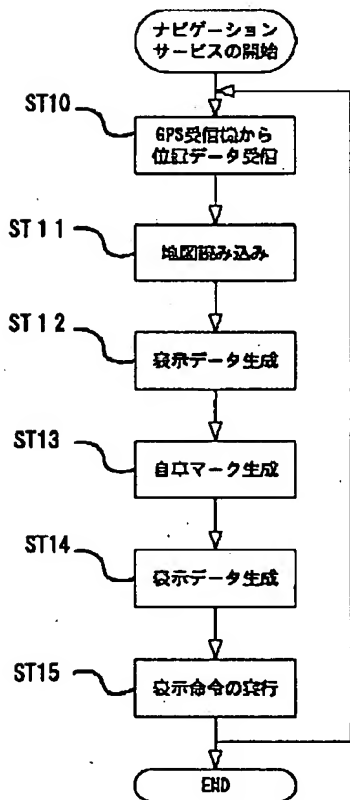 ナビゲーション
サービスの開始
ST10
GPS受信機から
位置データ受信
ST11
地図読み込み
ST12
表示データ生成
ST13
自車マーク生成
ST14
表示データ生成
ST15
表示命令の実行
END